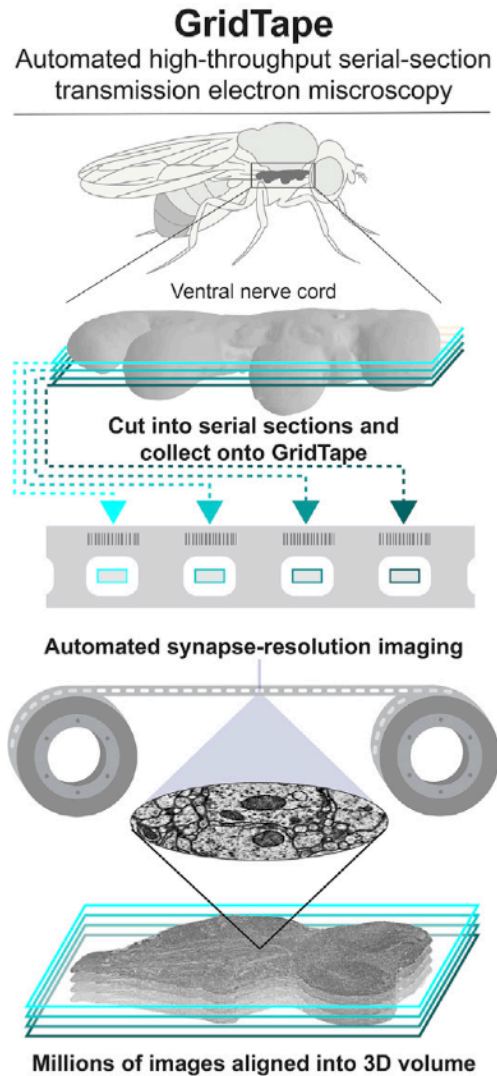 GridTape
Automated high-throughput serial-section
transmission electron miscroscopy
Ventral nerve cord
Cut into serial sections and
collect onto GridTape
Automated synapse-resolution imaging
Millions of images aligned into 3D volume